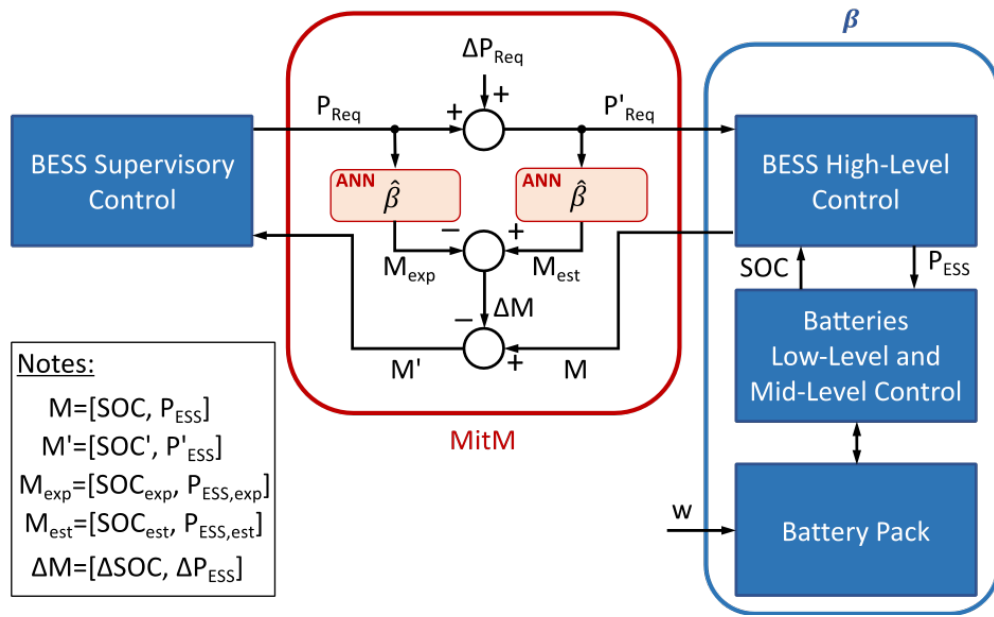 β
ΔP_Req
+
P_Req
+
P'_Req
BESS Supervisory
Control
ANN
β̂
ANN
β̂
BESS High-Level
Control
−
+
M_exp
M_est
SOC
P_ESS
ΔM
−
+
M'
M
Batteries
Low-Level and
Mid-Level Control
MitM
Notes:
M=[SOC, P_ESS]
M'=[SOC', P'_ESS]
M_exp=[SOC_exp, P_ESS,exp]
M_est=[SOC_est, P_ESS,est]
ΔM=[ΔSOC, ΔP_ESS]
w
Battery Pack